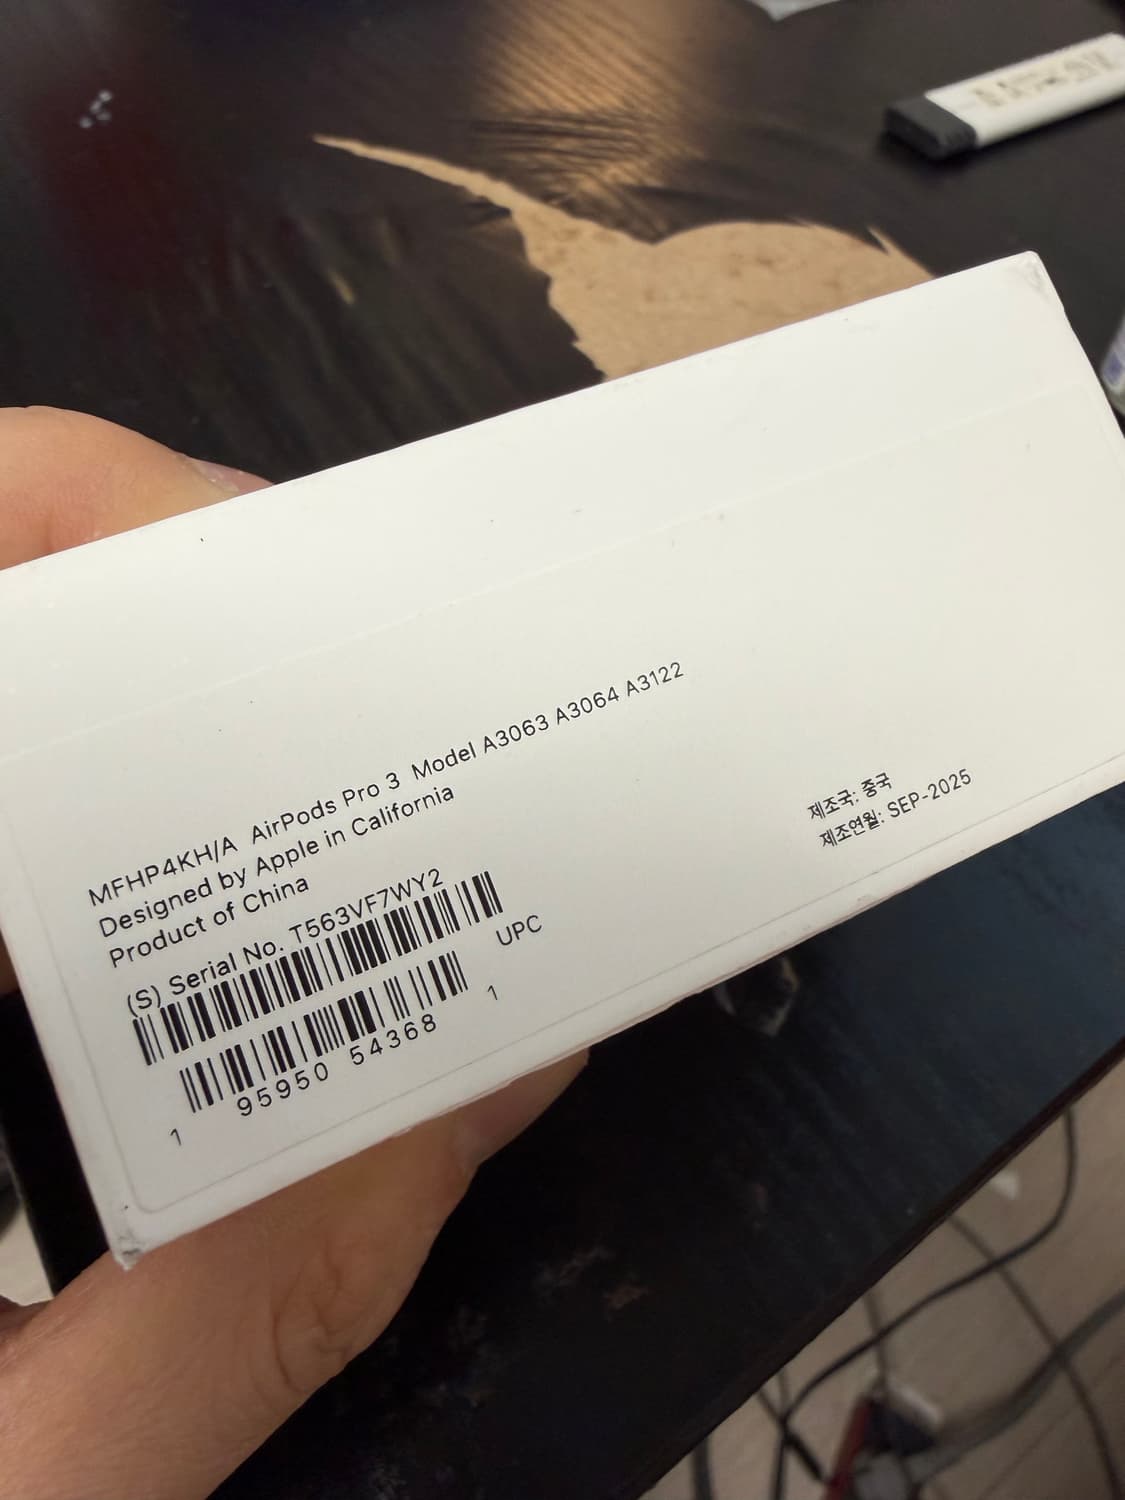 MFHP4KH/A AirPods Pro 3 Model A3063 A3064 A3122
Designed by Apple in California
Product of China
(S) Serial No. T563VF7WY2
UPC
1 95950 54368 1
제조국: 중국
제조연월: SEP-2025